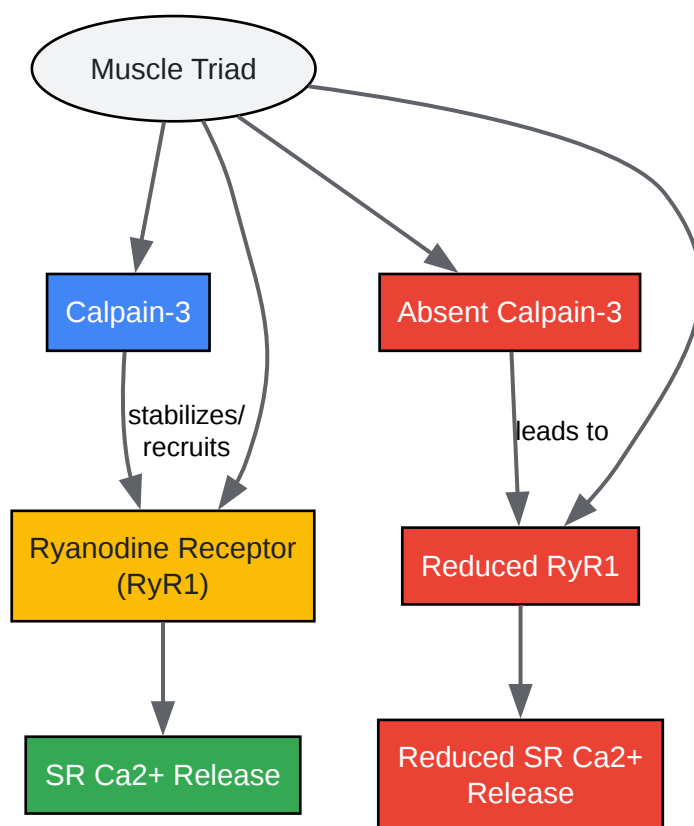 Muscle Triad
Calpain-3
Absent Calpain-3
stabilizes/
recruits
leads to
Ryanodine Receptor
(RyR1)
Reduced RyR1
SR Ca2+ Release
Reduced SR Ca2+
Release